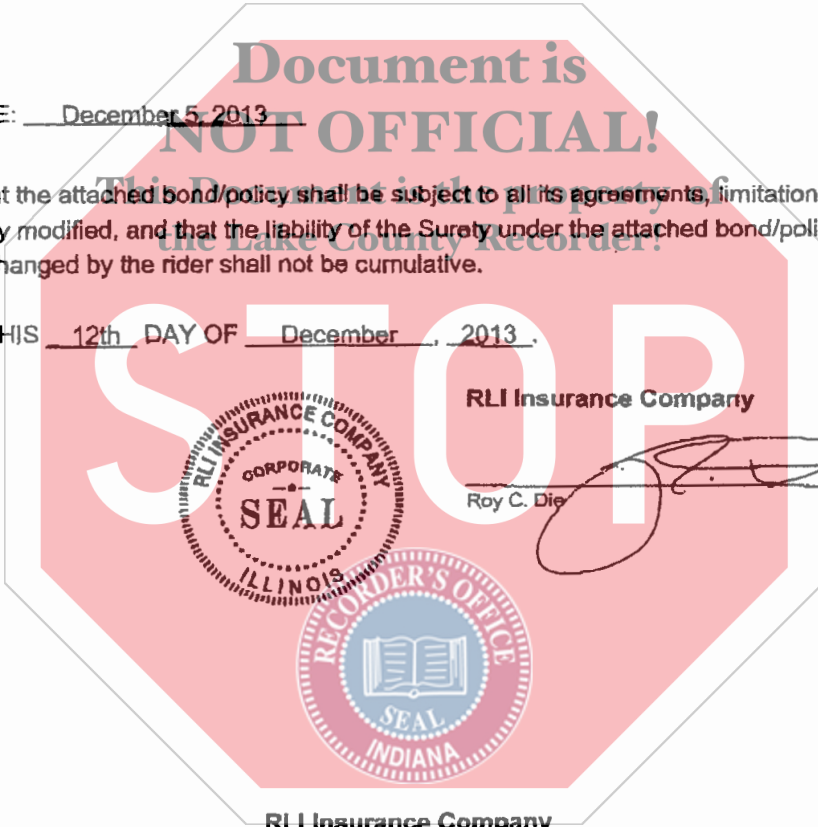 Document is
E: December 5, 2013
NOT OFFICIAL!
This Document is the property of
t the attached bond/policy shall be subject to all its agreements, limitation
y modified, and that the liability of the Surety under the attached bond/poli
the Lake County Recorder!
hanged by the rider shall not be cumulative.
HIS 12th DAY OF December, 2013.
STOP
RLI Insurance Company
RLI INSURANCE COMPANY
CORPORATE
SEAL
ILLINOIS
Roy C. Die
RECORDER'S OFFICE
SEAL
INDIANA
RLI Insurance Company